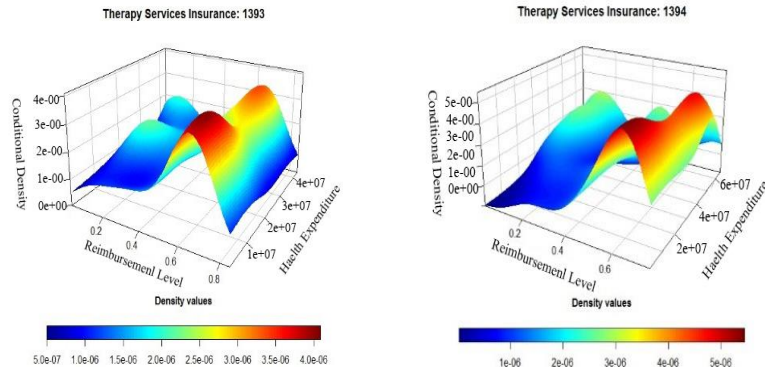 Therapy Services Insurance: 1393
Conditional Density
4e-00
3e-00
2e-00
1e-00
0e+00
0.2
0.4
0.6
0.8
Reimbursemenl Level
1e+07
2e+07
3e+07
4e+07
Haelth Expenditure
Density values
5.0e-07 1.0e-06 1.5e-06 2.0e-06 2.5e-06 3.0e-06 3.5e-06 4.0e-06
Therapy Services Insurance: 1394
Conditional Density
5e-00
4e-00
3e-00
2e-00
1e-00
0e+00
0.2
0.4
0.6
Reimbursemenl Level
2e+07
4e+07
6e+07
Haelth Expenditure
Density values
1e-06 2e-06 3e-06 4e-06 5e-06